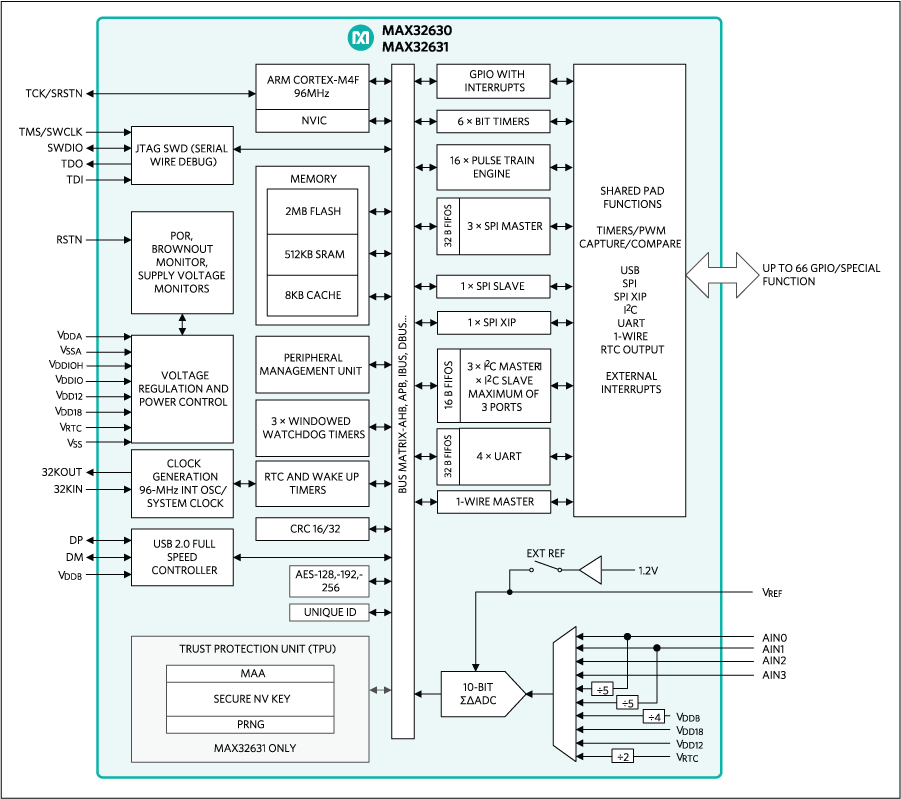 MAX32630
MAX32631
TCK/SRSTN
TMS/SWCLK
SWDIO
TDO
TDI
RSTN
VDDA
VSSA
VDDIOH
VDDIO
VDD12
VDD18
VRTC
VSS
32KOUT
32KIN
DP
DM
VDDB
JTAG SWD (SERIAL
WIRE DEBUG)
POR,
BROWNOUT
MONITOR,
SUPPLY VOLTAGE
MONITORS
VOLTAGE
REGULATION AND
POWER CONTROL
CLOCK
GENERATION
96-MHz INT OSC/
SYSTEM CLOCK
USB 2.0 FULL
SPEED
CONTROLLER
ARM CORTEX-M4F
96MHz
NVIC
MEMORY
2MB FLASH
512KB SRAM
8KB CACHE
PERIPHERAL
MANAGEMENT UNIT
3 × WINDOWED
WATCHDOG TIMERS
RTC AND WAKE UP
TIMERS
CRC 16/32
AES-128,-192,-
256
UNIQUE ID
TRUST PROTECTION UNIT (TPU)
MAA
SECURE NV KEY
PRNG
MAX32631 ONLY
BUS MATRIX-AHB, APB, IBUS, DBUS...
GPIO WITH
INTERRUPTS
6 × BIT TIMERS
16 × PULSE TRAIN
ENGINE
32 B FIFOS
3 × SPI MASTER
1 × SPI SLAVE
1 × SPI XIP
16 B FIFOS
3 × I²C MASTERI
× I²C SLAVE
MAXIMUM OF
3 PORTS
32 B FIFOS
4 × UART
1-WIRE MASTER
SHARED PAD
FUNCTIONS
TIMERS/PWM
CAPTURE/COMPARE
USB
SPI
SPI XIP
I²C
UART
1-WIRE
RTC OUTPUT
EXTERNAL
INTERRUPTS
UP TO 66 GPIO/SPECIAL
FUNCTION
EXT REF
1.2V
VREF
10-BIT
ΣΔADC
AIN0
AIN1
AIN2
AIN3
÷5
÷5
÷4
VDDB
VDD18
VDD12
÷2
VRTC